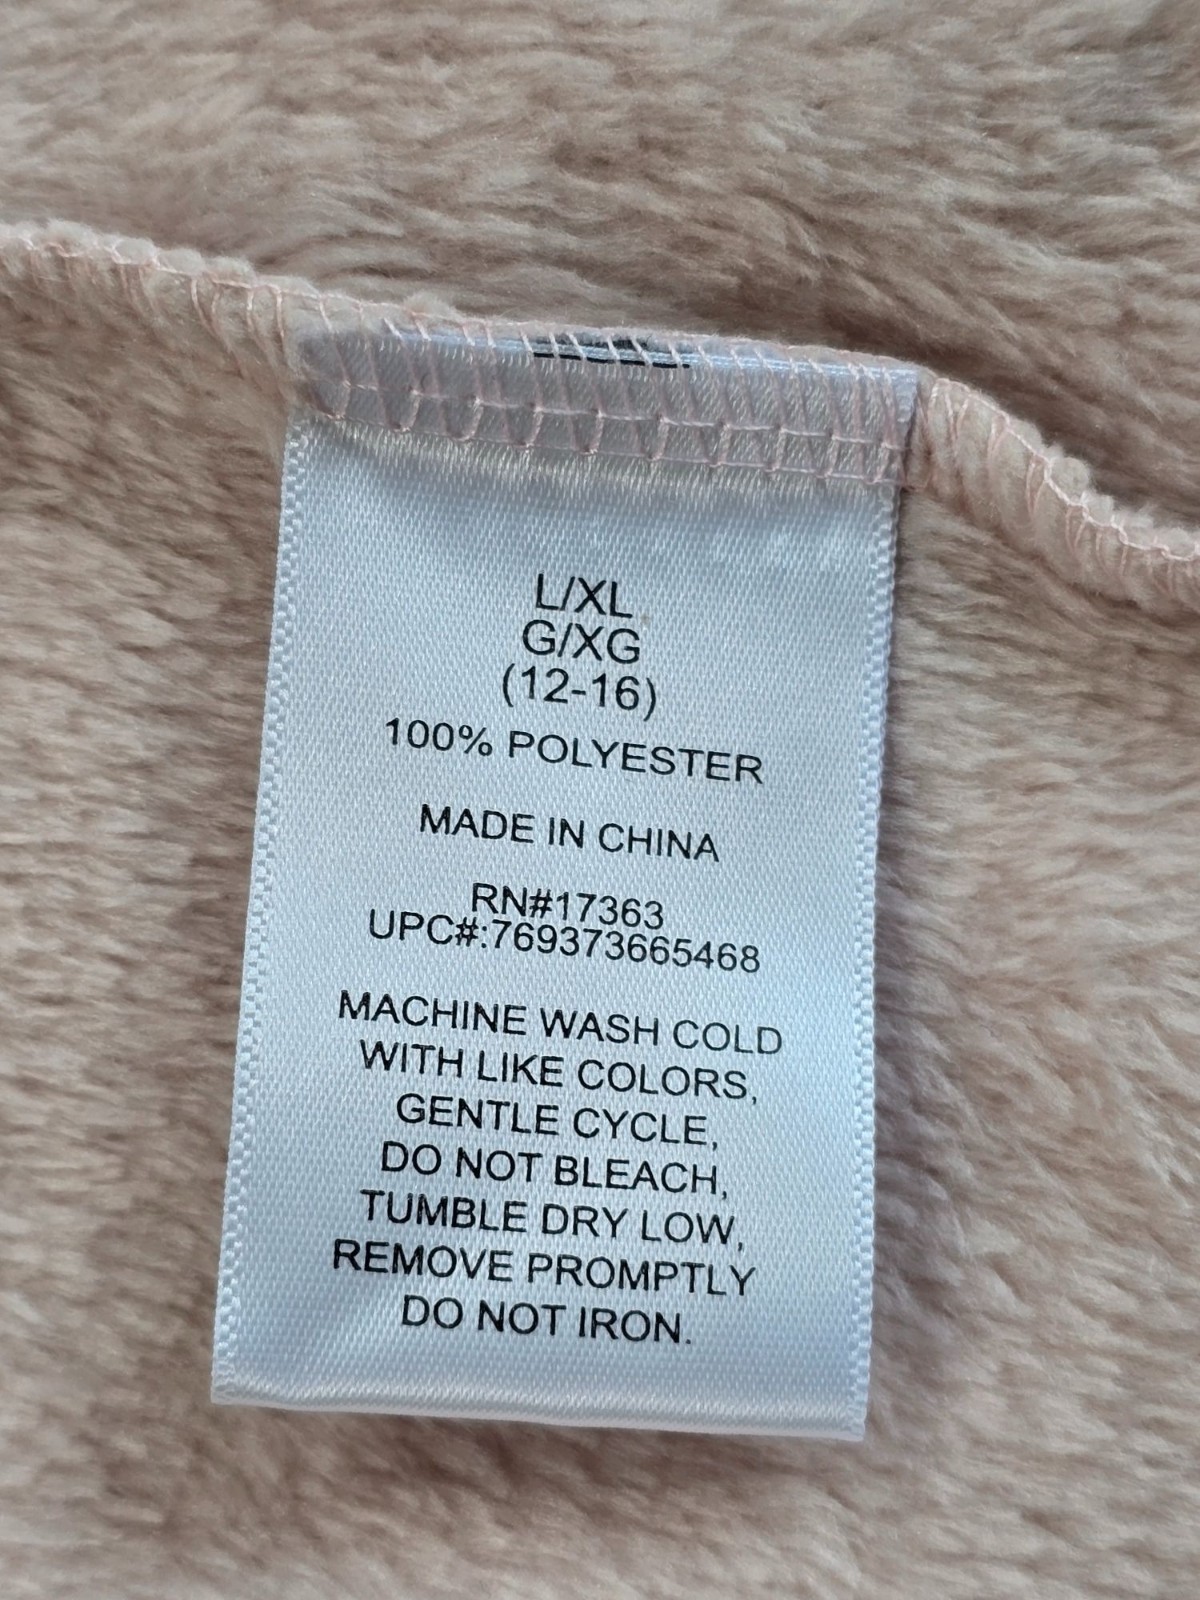 L/XL
G/XG
(12-16)
100% POLYESTER
MADE IN CHINA
RN#17363
UPC#:769373665468
MACHINE WASH COLD
WITH LIKE COLORS,
GENTLE CYCLE,
DO NOT BLEACH,
TUMBLE DRY LOW,
REMOVE PROMPTLY
DO NOT IRON.